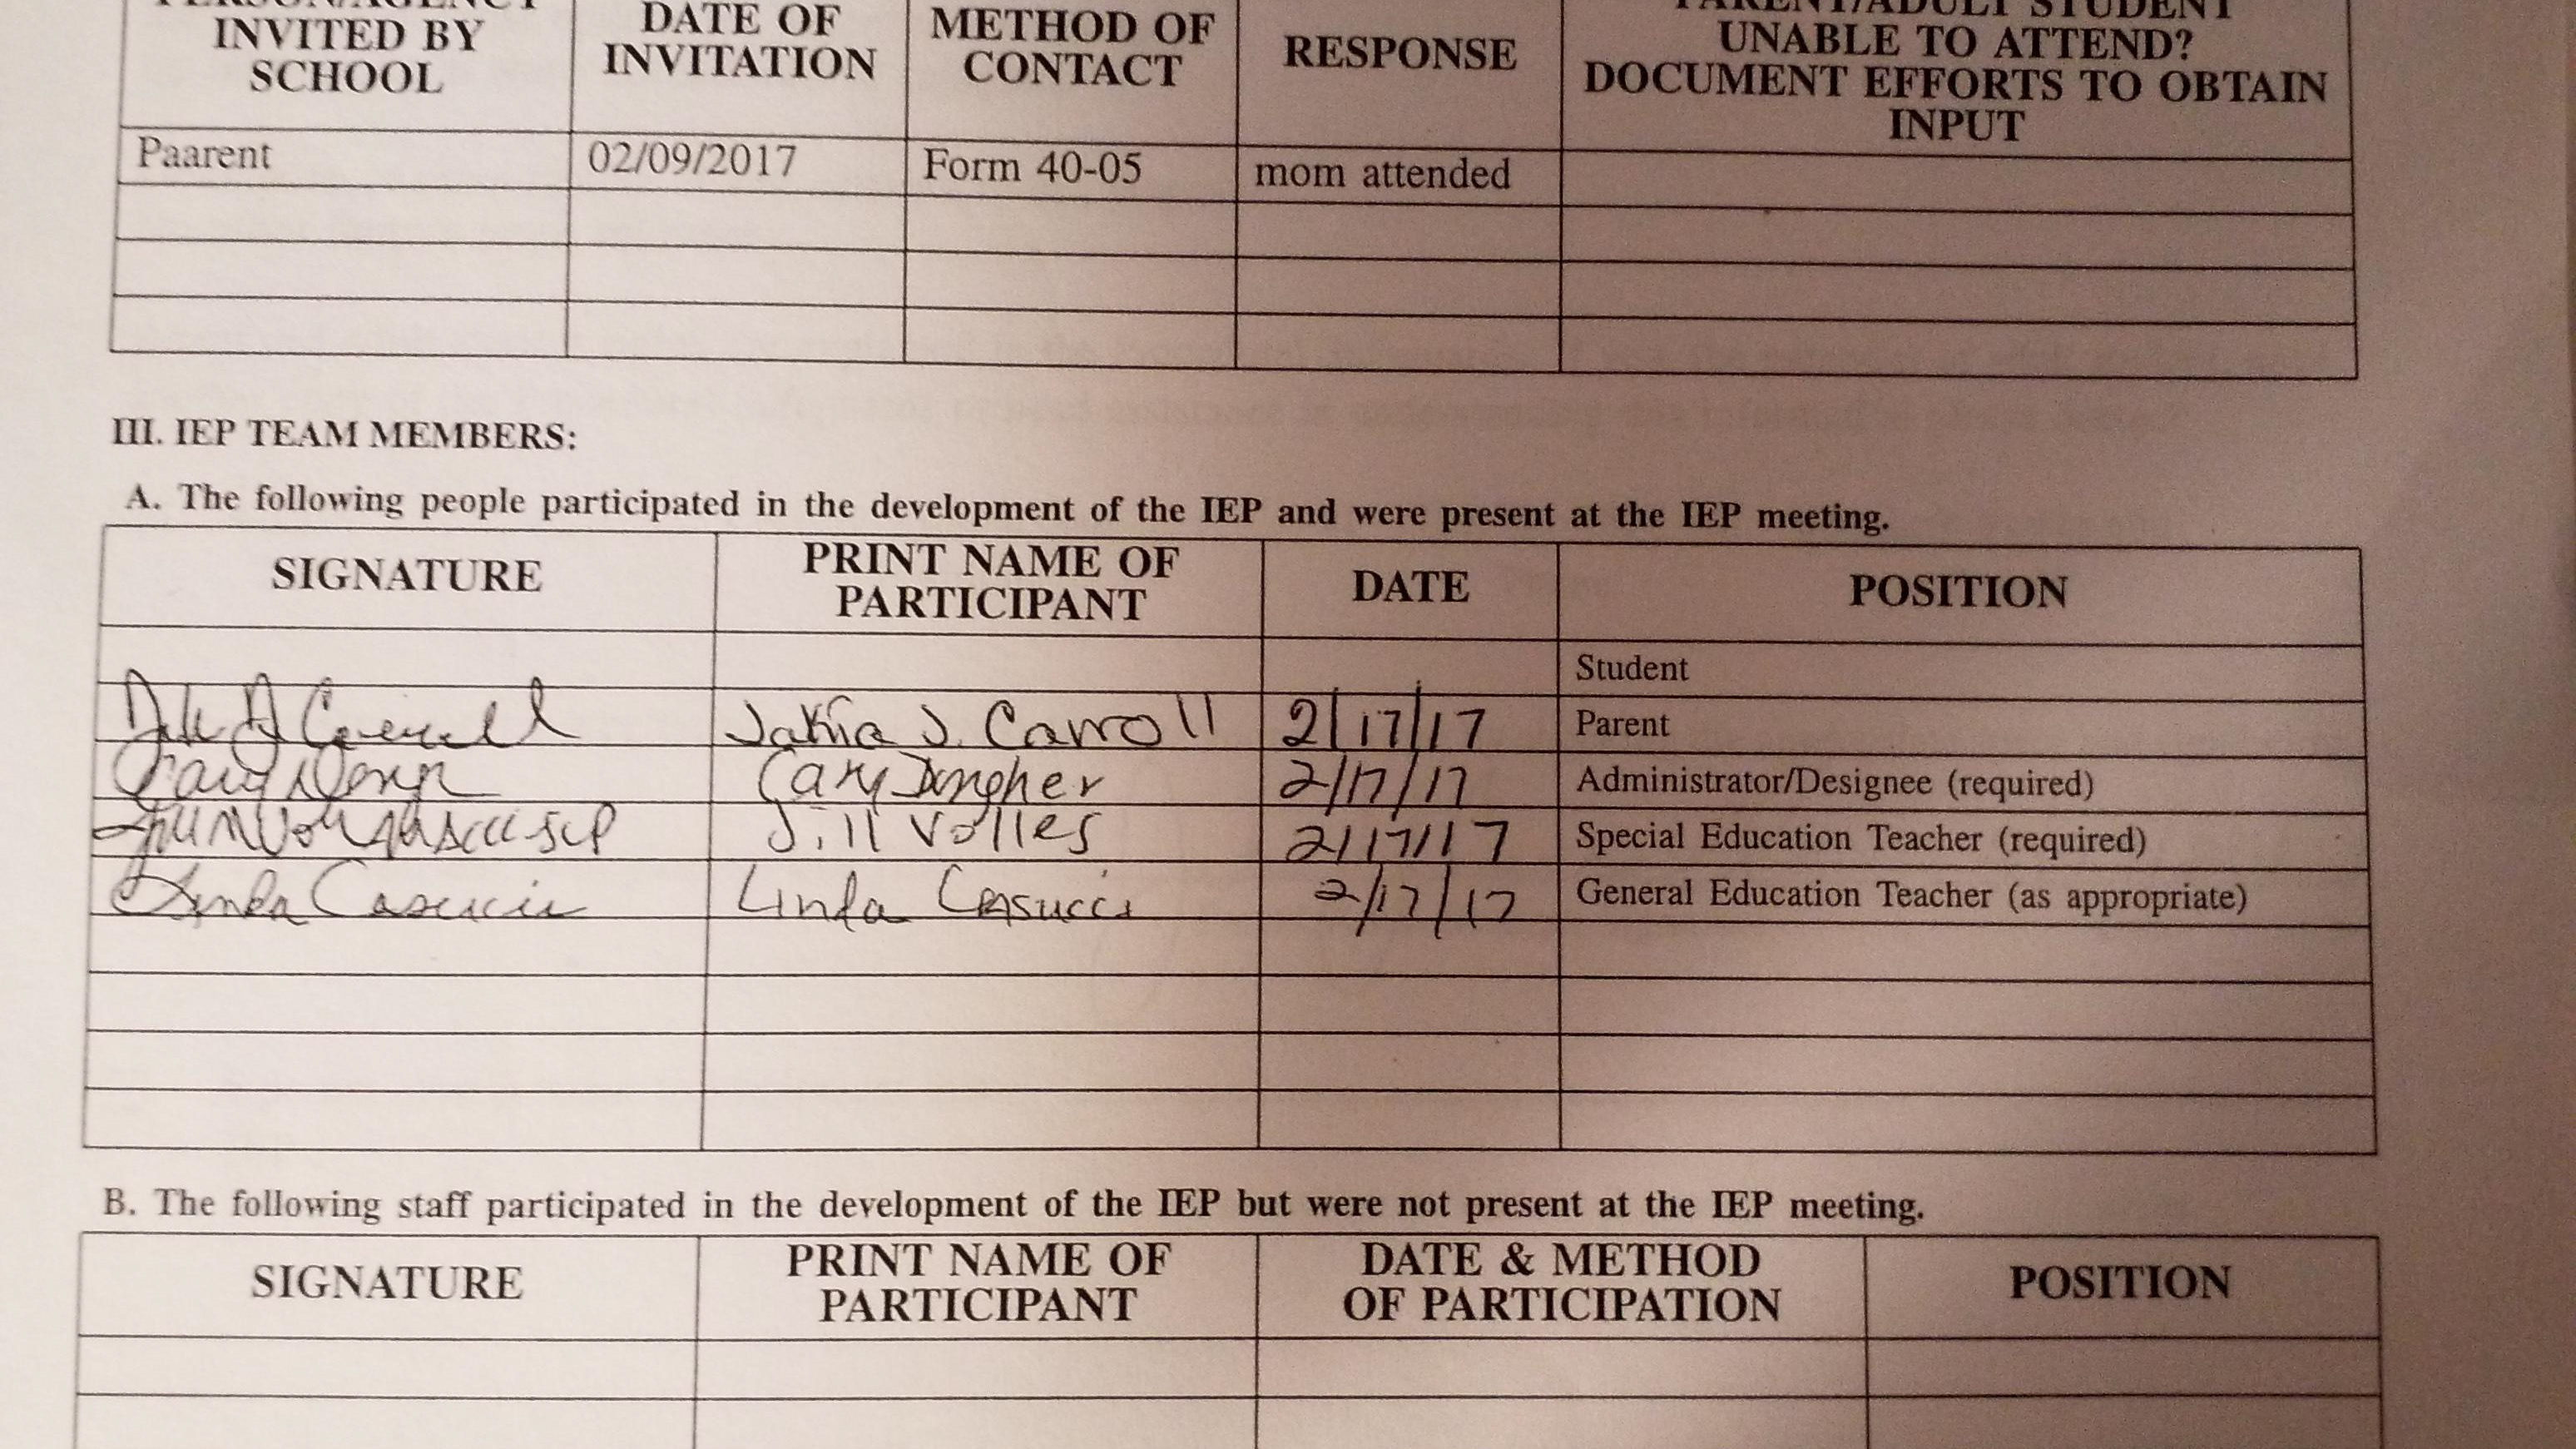 INVITED BY SCHOOL
DATE OF INVITATION
METHOD OF CONTACT
RESPONSE
PARENT/ADULT STUDENT UNABLE TO ATTEND? DOCUMENT EFFORTS TO OBTAIN INPUT
Paarent 02/09/2017 Form 40-05 mom attended
III. IEP TEAM MEMBERS:
A. The following people participated in the development of the IEP and were present at the IEP meeting.
SIGNATURE
PRINT NAME OF PARTICIPANT
DATE
POSITION
Student
J. Carroll 2/17/17 Parent
Cary 2/17/17 Administrator/Designee (required)
Jill Volles 2/17/17 Special Education Teacher (required)
Linda Casucci Linda Casucci 2/17/17 General Education Teacher (as appropriate)
B. The following staff participated in the development of the IEP but were not present at the IEP meeting.
SIGNATURE
PRINT NAME OF PARTICIPANT
DATE & METHOD OF PARTICIPATION
POSITION